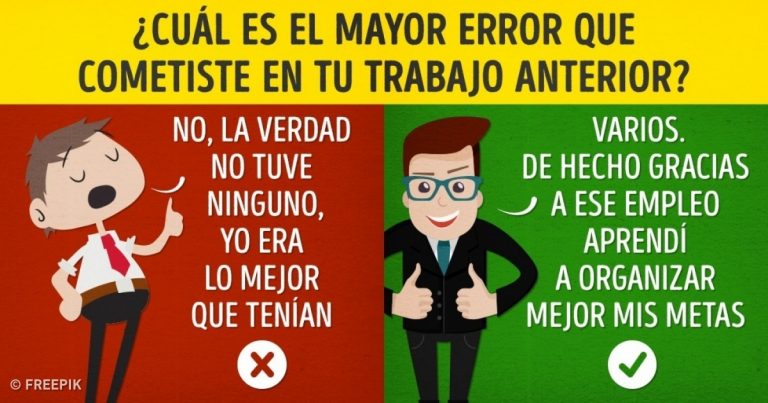 ¿CUÁL ES EL MAYOR ERROR QUE
COMETISTE EN TU TRABAJO ANTERIOR?
NO, LA VERDAD
NO TUVE
NINGUNO,
YO ERA
LO MEJOR
QUE TENÍAN
VARIOS.
DE HECHO GRACIAS
A ESE EMPLEO
APRENDÍ
A ORGANIZAR
MEJOR MIS METAS
© FREEPIK